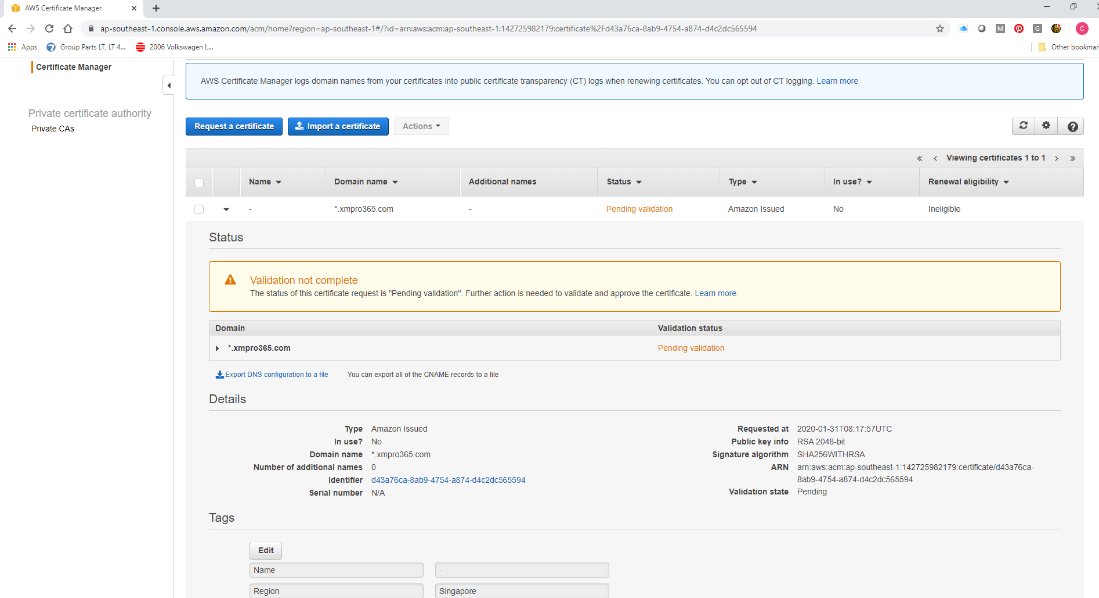 AWS Certificate Manager
ap-southeast-1.console.aws.amazon.com/acm/home?region=ap-southeast-1#/?id=arn:aws:acm:ap-southeast-1:142725982179:certificate%2Fd43a76ca-8ab9-4754-a874-d4c2dc565594
Apps Group Parts LT, LT 4... 2006 Volkswagen L... Other bookmar
Certificate Manager
Private certificate authority
Private CAs
AWS Certificate Manager logs domain names from your certificates into public certificate transparency (CT) logs when renewing certificates. You can opt out of CT logging. Learn more
Request a certificate Import a certificate Actions
« < Viewing certificates 1 to 1 > »
Name Domain name Additional names Status Type In use? Renewal eligibility
- *.xmpro365.com - Pending validation Amazon Issued No Ineligible
Status
Validation not complete
The status of this certificate request is "Pending validation". Further action is needed to validate and approve the certificate. Learn more.
Domain Validation status
*.xmpro365.com Pending validation
Export DNS configuration to a file You can export all of the CNAME records to a file
Details
Type Amazon Issued
In use? No
Domain name *.xmpro365.com
Number of additional names 0
Identifier d43a76ca-8ab9-4754-a874-d4c2dc565594
Serial number N/A
Requested at 2020-01-31T08:17:57UTC
Public key info RSA 2048-bit
Signature algorithm SHA256WITHRSA
ARN arn:aws:acm:ap-southeast-1:142725982179:certificate/d43a76ca-
8ab9-4754-a874-d4c2dc565594
Validation state Pending
Tags
Edit
Name -
Region Singapore